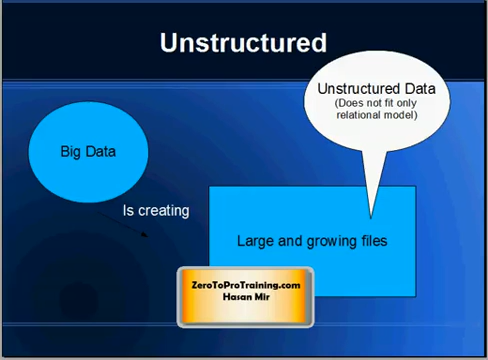 Unstructured
Unstructured Data
(Does not fit only
relational model)
Big Data
Is creating
Large and growing files
ZeroToProTraining.com
Hasan Mir